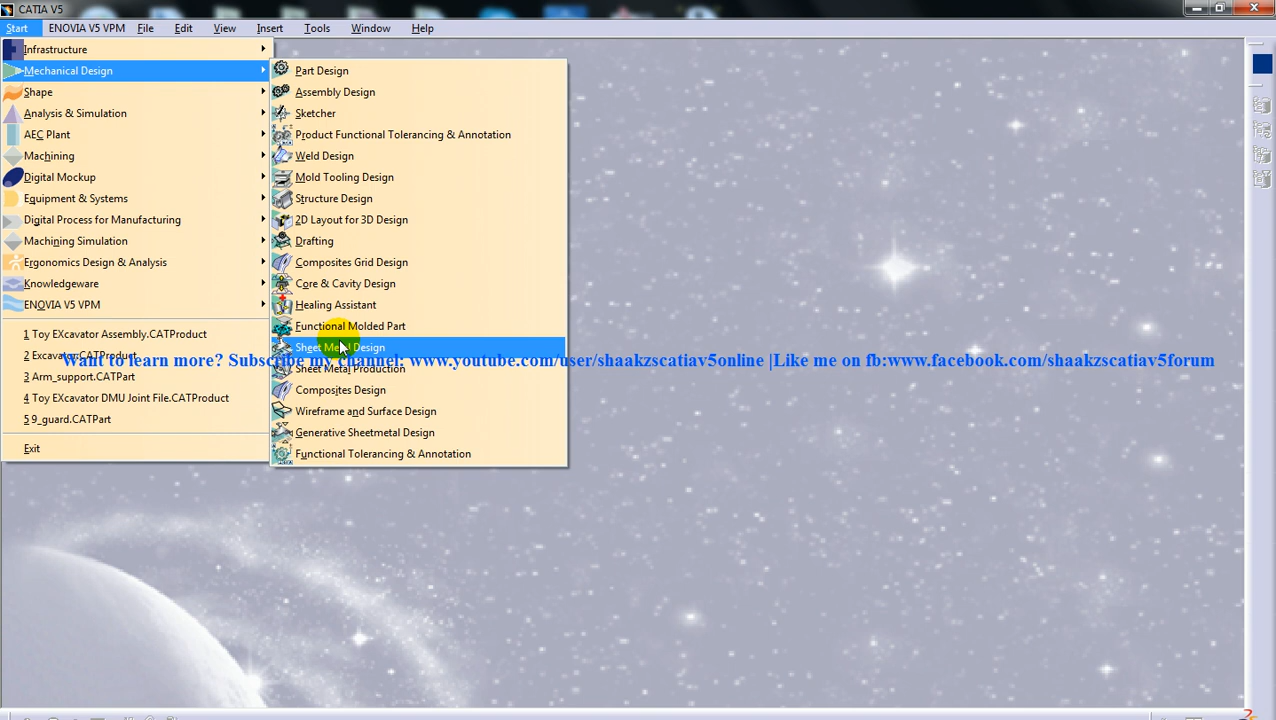 CATIA V5
Start ENOVIA V5 VPM File Edit View Insert Tools Window Help
Infrastructure
Mechanical Design
Shape
Analysis & Simulation
AEC Plant
Machining
Digital Mockup
Equipment & Systems
Digital Process for Manufacturing
Machining Simulation
Ergonomics Design & Analysis
Knowledgeware
ENOVIA V5 VPM
1 Toy EXcavator Assembly.CATProduct
2 Excavator.CATProduct
3 Arm_support.CATPart
4 Toy EXcavator DMU Joint File.CATProduct
5 9_guard.CATPart
Exit
Part Design
Assembly Design
Sketcher
Product Functional Tolerancing & Annotation
Weld Design
Mold Tooling Design
Structure Design
2D Layout for 3D Design
Drafting
Composites Grid Design
Core & Cavity Design
Healing Assistant
Functional Molded Part
Sheet Metal Design
Sheet Metal Production
Composites Design
Wireframe and Surface Design
Generative Sheetmetal Design
Functional Tolerancing & Annotation
Want to learn more? Subscribe my channel: www.youtube.com/user/shaakzscatiav5online |Like me on fb:www.facebook.com/shaakzscatiav5forum